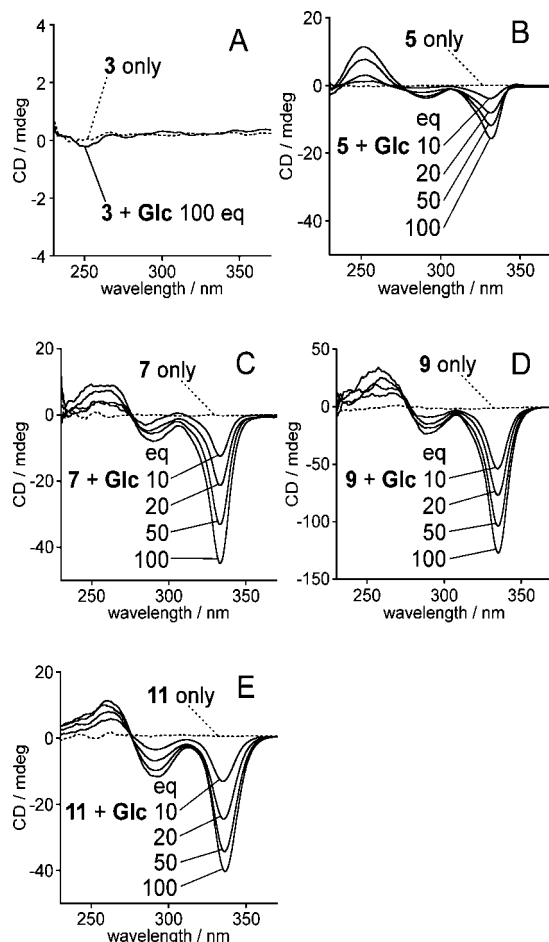 A
4
3 only
2
0
-2
3 + Glc 100 eq
-4
CD / mdeg
250 300 350
wavelength / nm
B
20
5 only
0
eq
5 + Glc 10
20
-20
50
100
-40
CD / mdeg
250 300 350
wavelength / nm
C
20
7 only
0
eq
7 + Glc 10
-20
20
50
-40
100
CD / mdeg
250 300 350
wavelength / nm
D
50
9 only
0
eq
-50
9 + Glc 10
20
-100
50
100
-150
CD / mdeg
250 300 350
wavelength / nm
E
20
11 only
0
eq
11 + Glc 10
-20
20
50
-40
100
CD / mdeg
250 300 350
wavelength / nm